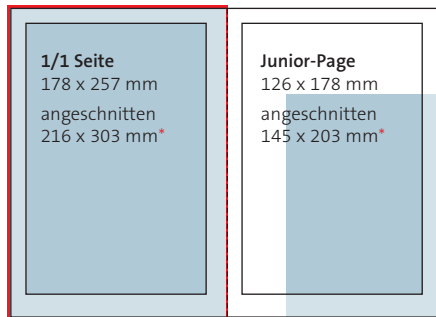 1/1 Seite
178 x 257 mm
angeschnitten
216 x 303 mm*
Junior-Page
126 x 178 mm
angeschnitten
145 x 203 mm*